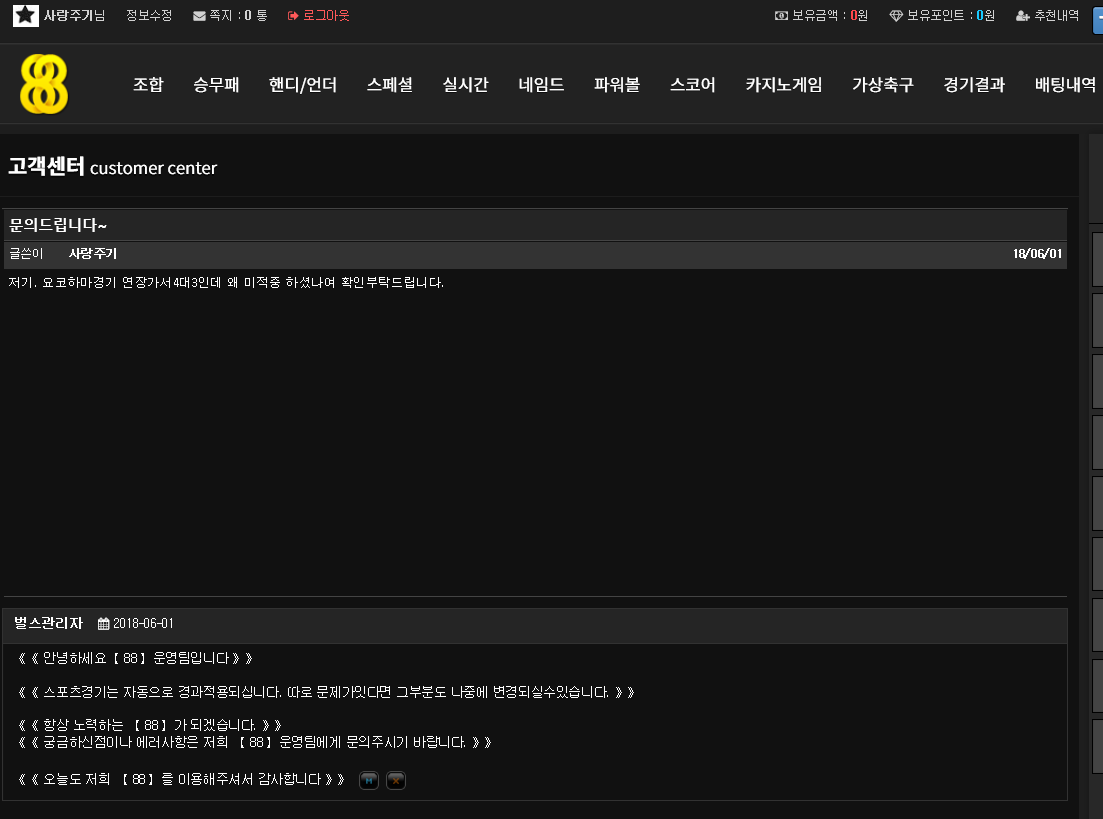 사랑주기님 정보수정 쪽지 : 0 통 로그아웃 보유금액 : 0원 보유포인트 : 0원 추천내역
88 조합 승무패 핸디/언더 스페셜 실시간 네임드 파워볼 스코어 카지노게임 가상축구 경기결과 배팅내역
고객센터 customer center
문의드립니다~
글쓴이 사랑주기 18/06/01
저기. 요코하마경기 연장가서4대3인데 왜 미적중 하셨나여 확인부탁드립니다.
벌스관리자 2018-06-01
《 《 안녕하세요【 88 】운영팀입니다 》 》
《 《 스포츠경기는 자동으로 경과적용되십니다. 따로 문제가잇다면 그부분도 나중에 변경되실수있습니다. 》 》
《 《 항상 노력하는 【 88 】가 되겠습니다. 》 》
《 《 궁금하신점이나 에러사항은 저희 【 88 】운영팀에게 문의주시기 바랍니다. 》 》
《 《 오늘도 저희 【 88 】를 이용해주셔서 감사합니다 》 》